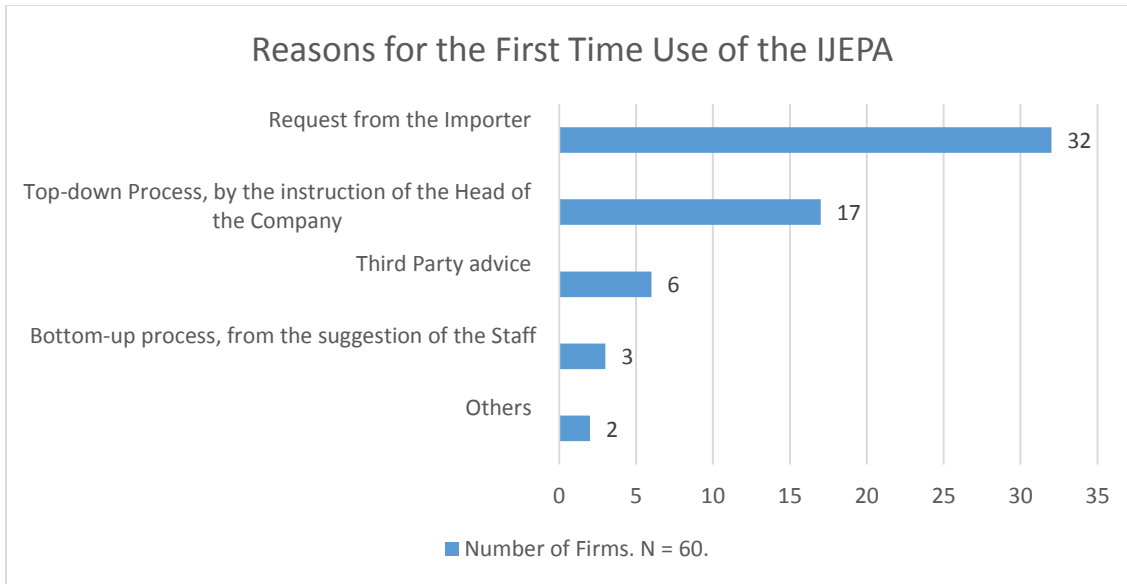 Reasons for the First Time Use of the IJEPA
Request from the Importer
32
Top-down Process, by the instruction of the Head of
the Company
17
Third Party advice
6
Bottom-up process, from the suggestion of the Staff
3
Others
2
0 5 10 15 20 25 30 35
Number of Firms. N = 60.